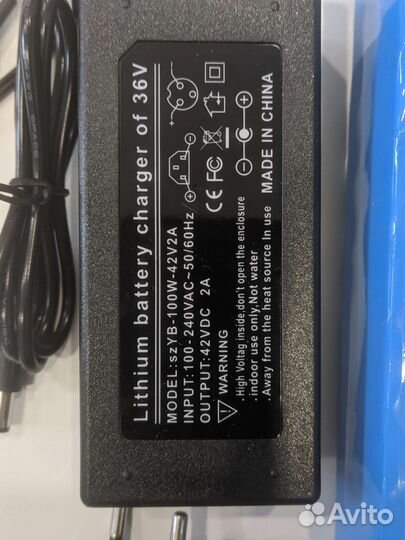 Lithium battery charger of 36V
MODEL:szYB-100W-42V2A
INPUT:100-240VAC~50/60Hz
OUTPUT:42VDC 2A
WARNING
.High Voltage inside,don't open the enclosure
.indoor use only,Not water
.Away from the heat source In use
CE
MADE IN CHINA
Avito